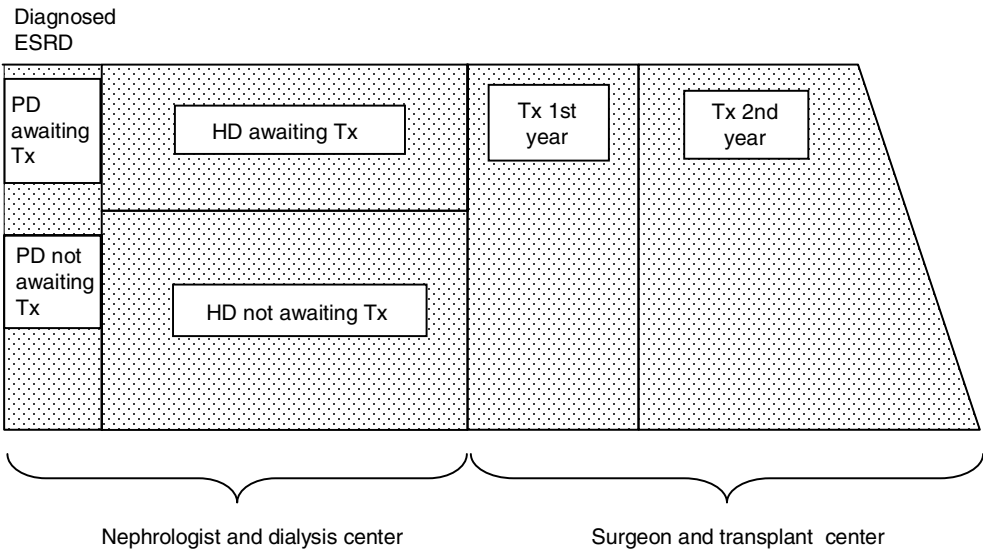 Diagnosed
ESRD
PD
awaiting
Tx
HD awaiting Tx
Tx 1st
year
Tx 2nd
year
PD not
awaiting
Tx
HD not awaiting Tx
Nephrologist and dialysis center
Surgeon and transplant center